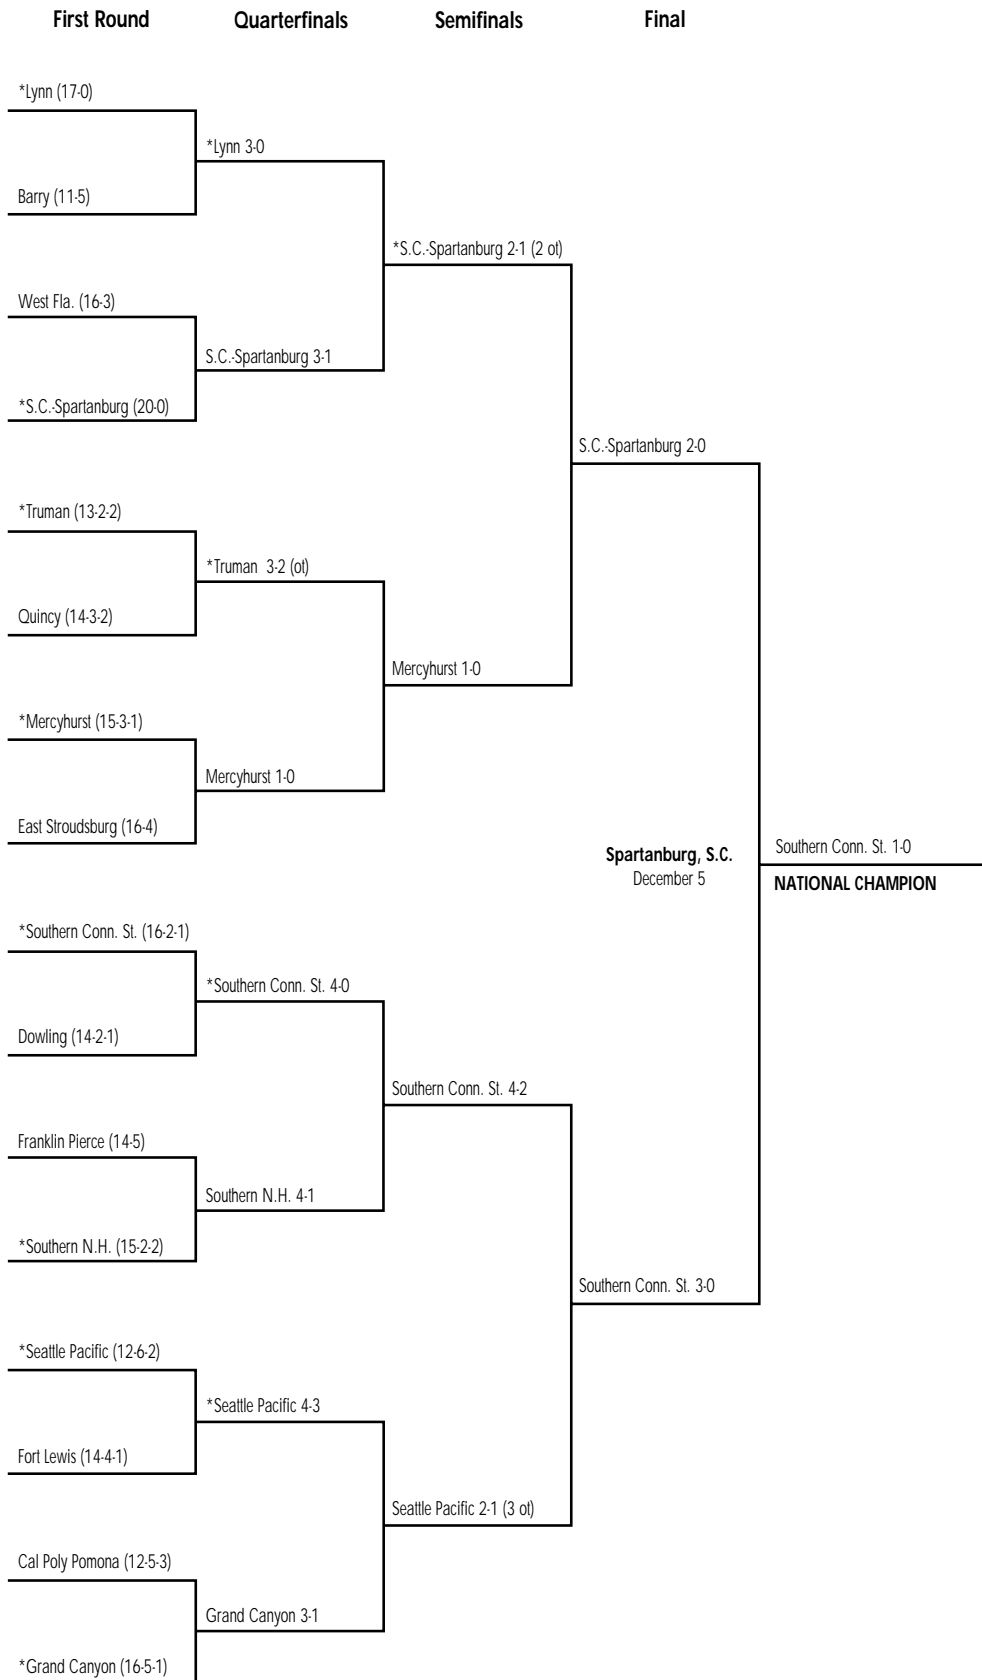 First Round Quarterfinals Semifinals Final
*Lynn (17-0)
*Lynn 3-0
Barry (11-5)
*S.C.-Spartanburg 2-1 (2 ot)
West Fla. (16-3)
S.C.-Spartanburg 3-1
*S.C.-Spartanburg (20-0)
S.C.-Spartanburg 2-0
*Truman (13-2-2)
*Truman 3-2 (ot)
Quincy (14-3-2)
Mercyhurst 1-0
*Mercyhurst (15-3-1)
Mercyhurst 1-0
East Stroudsburg (16-4)
Southern Conn. St. 1-0
Spartanburg, S.C.
December 5
NATIONAL CHAMPION
*Southern Conn. St. (16-2-1)
*Southern Conn. St. 4-0
Dowling (14-2-1)
Southern Conn. St. 4-2
Franklin Pierce (14-5)
Southern N.H. 4-1
*Southern N.H. (15-2-2)
Southern Conn. St. 3-0
*Seattle Pacific (12-6-2)
*Seattle Pacific 4-3
Fort Lewis (14-4-1)
Seattle Pacific 2-1 (3 ot)
Cal Poly Pomona (12-5-3)
Grand Canyon 3-1
*Grand Canyon (16-5-1)